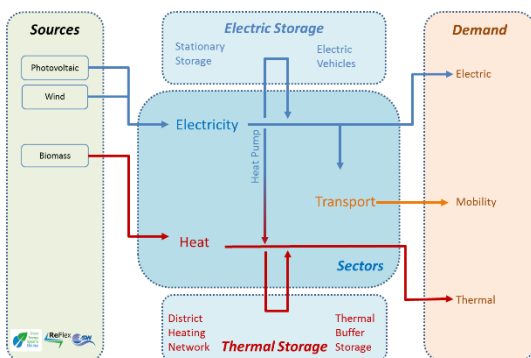 Sources
Photovoltaic
Wind
Biomass
Electric Storage
Stationary
Storage
Electric
Vehicles
Electricity
Heat Pump
Transport
Heat
Sectors
District
Heating
Network
Thermal Storage
Thermal
Buffer
Storage
Demand
Electric
Mobility
Thermal
ReFlex